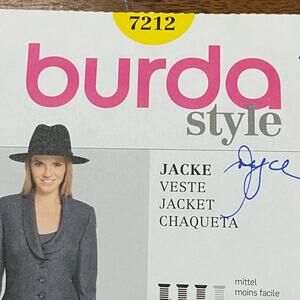 7212
burda
style
JACKE
VESTE
JACKET
CHAQUETA
mittel
moins facile